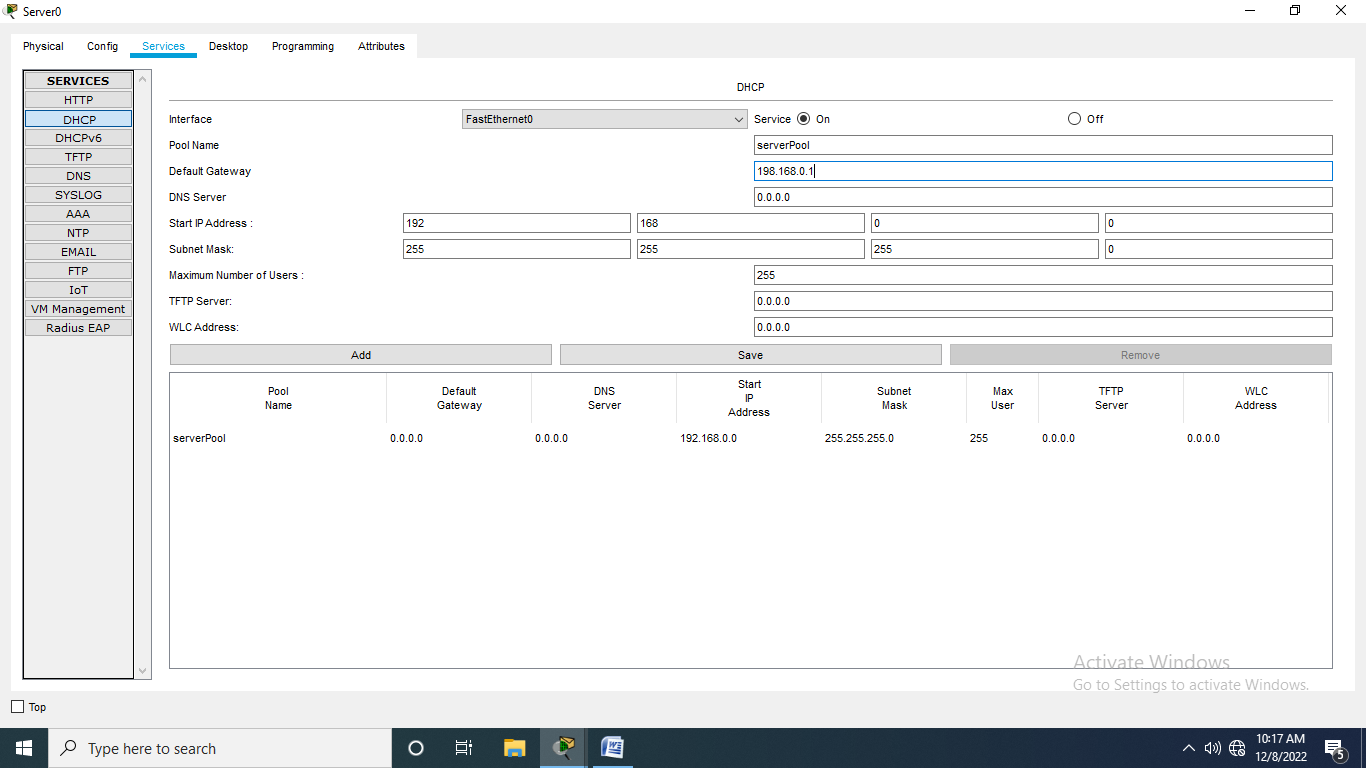 Server0
Physical Config Services Desktop Programming Attributes
SERVICES
HTTP
DHCP
DHCPv6
TFTP
DNS
SYSLOG
AAA
NTP
EMAIL
FTP
IoT
VM Management
Radius EAP
DHCP
Interface FastEthernet0 Service On Off
Pool Name serverPool
Default Gateway 198.168.0.1
DNS Server 0.0.0.0
Start IP Address : 192 168 0 0
Subnet Mask: 255 255 255 0
Maximum Number of Users : 255
TFTP Server: 0.0.0.0
WLC Address: 0.0.0.0
Add Save Remove
Pool Name Default Gateway DNS Server Start IP Address Subnet Mask Max User TFTP Server WLC Address
serverPool 0.0.0.0 0.0.0.0 192.168.0.0 255.255.255.0 255 0.0.0.0 0.0.0.0
Activate Windows
Go to Settings to activate Windows.
Top
Type here to search
10:17 AM
12/8/2022
5